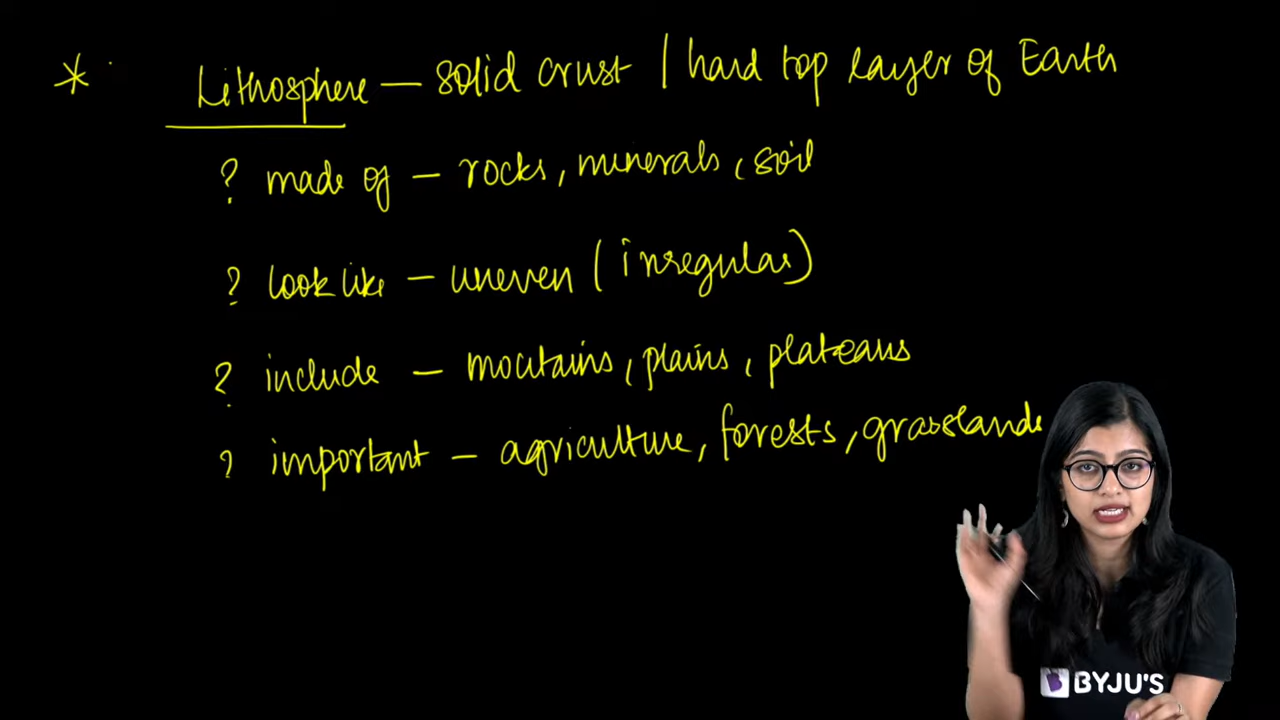 * Lithosphere – solid crust / hard top layer of Earth
? made of – rocks, minerals, soil
? look like – uneven (irregular)
? include – moutains, plains, plateaus
? important – agriculture, forests, grasslands
BYJU'S